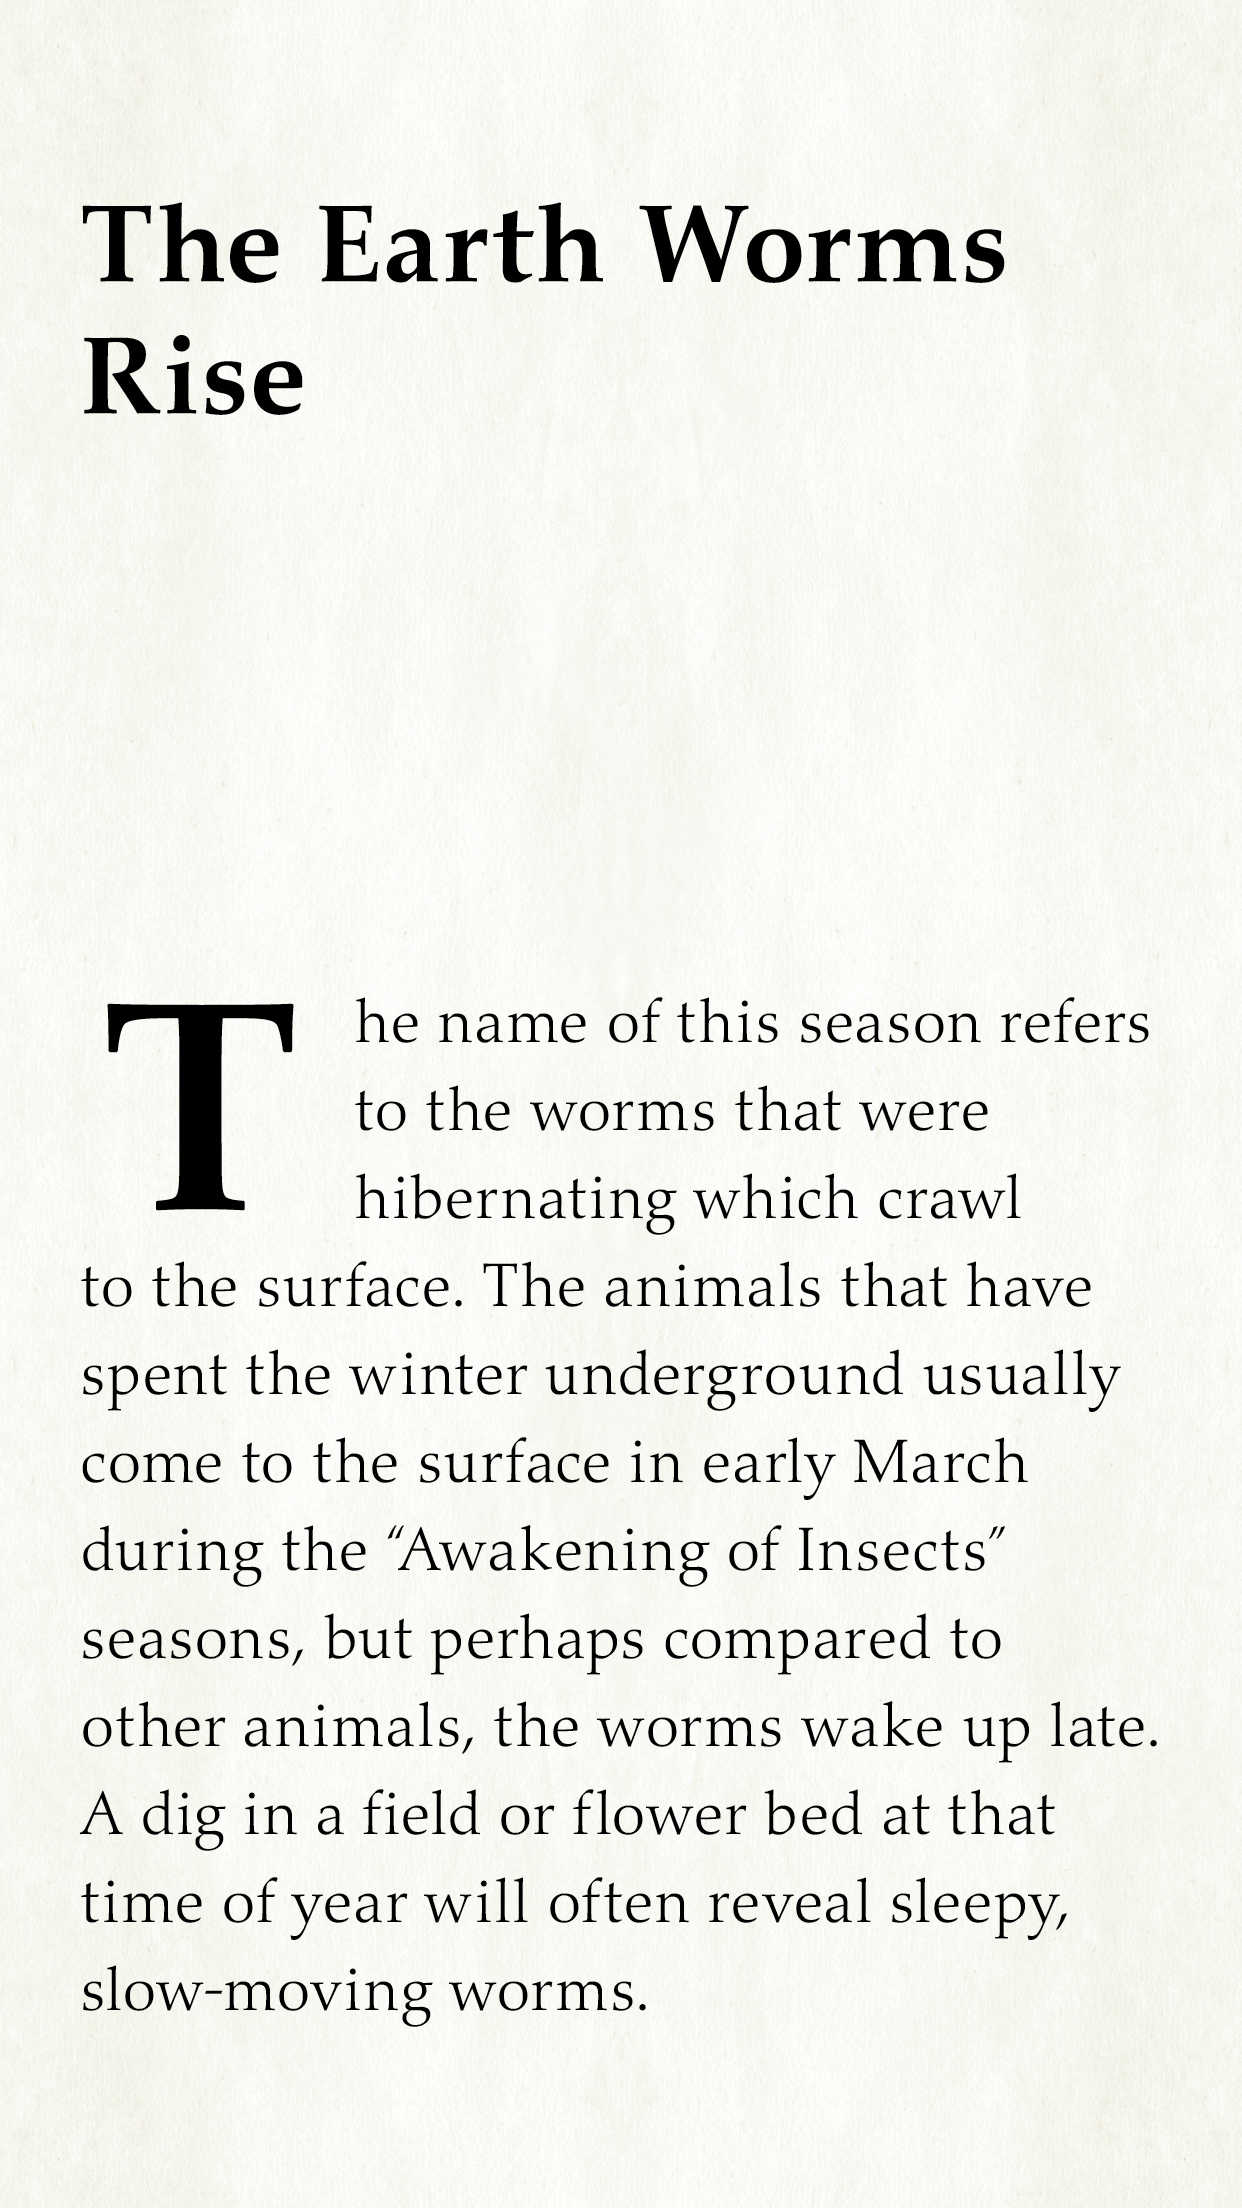 The Earth Worms
Rise
The name of this season refers
to the worms that were
hibernating which crawl
to the surface. The animals that have
spent the winter underground usually
come to the surface in early March
during the “Awakening of Insects”
seasons, but perhaps compared to
other animals, the worms wake up late.
A dig in a field or flower bed at that
time of year will often reveal sleepy,
slow-moving worms.